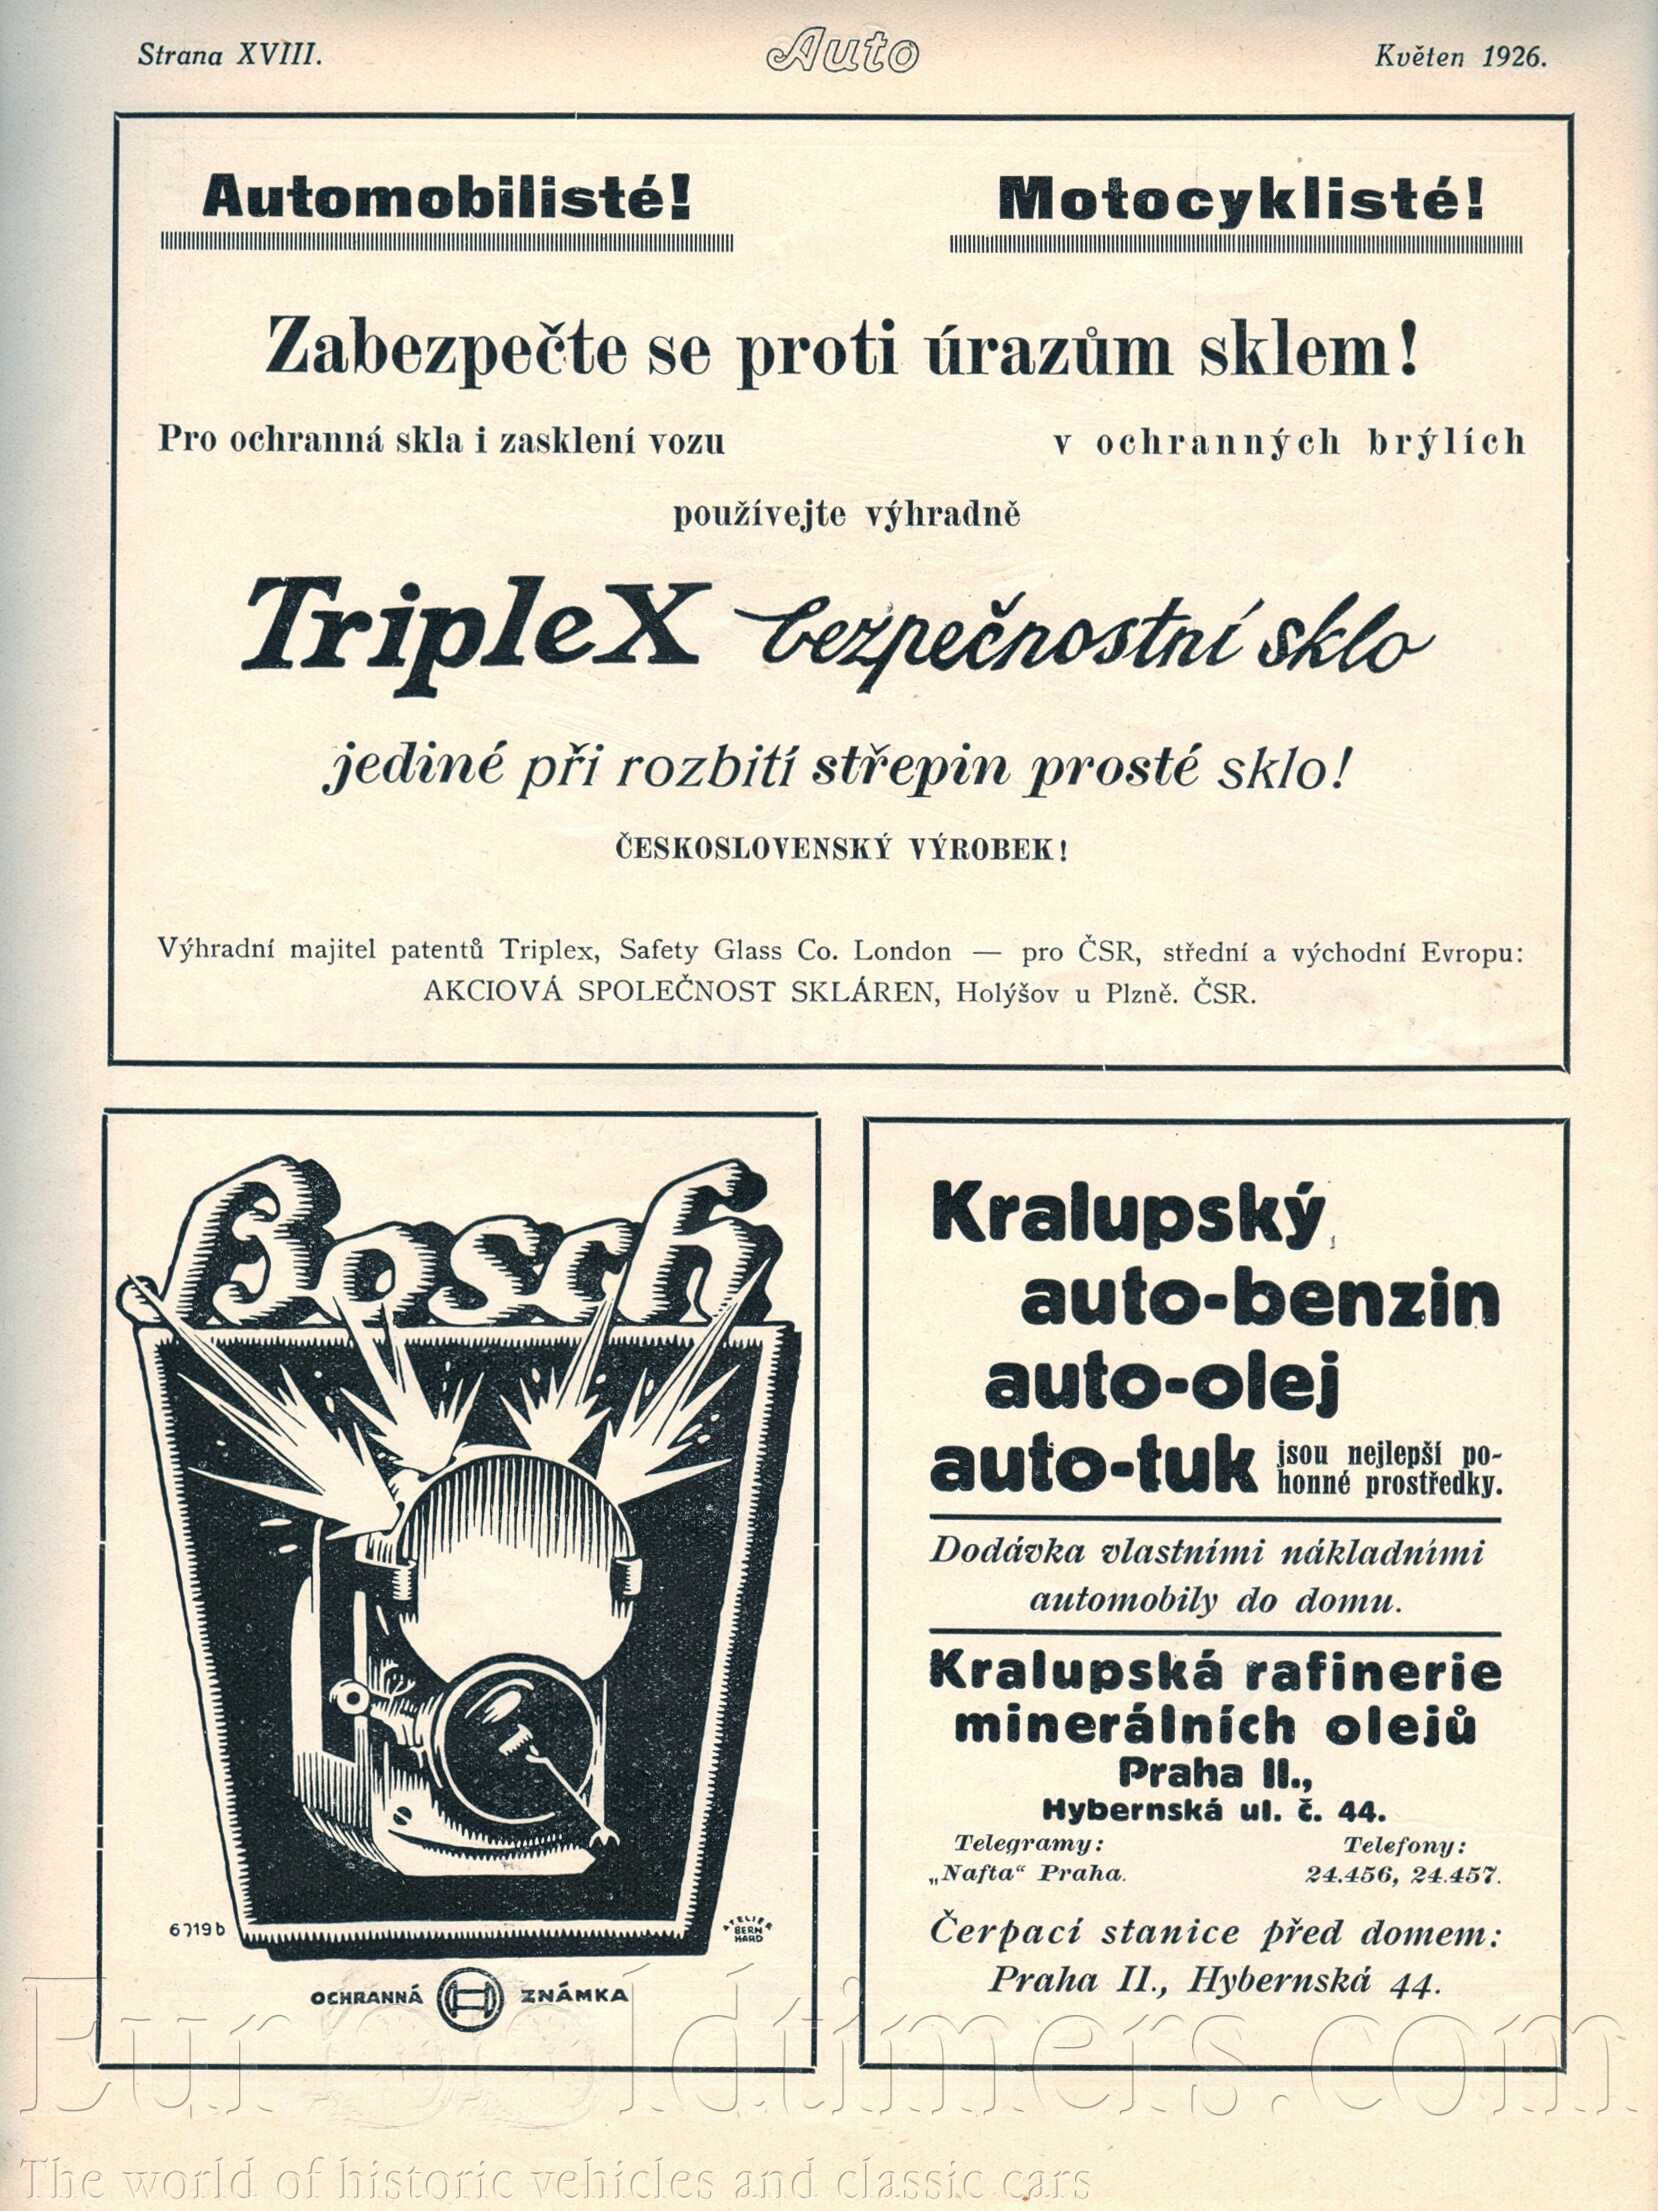 Strana XVIII.
Auto
Květen 1926.
Automobilisté!
Motocyklisté!
Zabezpečte se proti úrazům sklem!
Pro ochranná skla i zasklení vozu
v ochranných brýlích
používejte výhradně
TripleX bezpečnostní sklo
jediné při rozbití střepin prosté sklo!
ČESKOSLOVENSKÝ VÝROBEK!
Výhradní majitel patentů Triplex, Safety Glass Co. London — pro ČSR, střední a východní Evropu:
AKCIOVÁ SPOLEČNOST SKLÁREN, Holýšov u Plzně. ČSR.
Bosch
6719b
ATELIER
BERN
HARD
OCHRANNÁ ZNÁMKA
Kralupský
auto-benzin
auto-olej
auto-tuk jsou nejlepší po-
honné prostředky.
Dodávka vlastními nákladními
automobily do domu.
Kralupská rafinerie
minerálních olejů
Praha II.,
Hybernská ul. č. 44.
Telegramy: Telefony:
„Nafta“ Praha. 24.456, 24.457.
Čerpací stanice před domem:
Praha II., Hybernská 44.
EuroOldtimers.com
The world of historic vehicles and classic cars